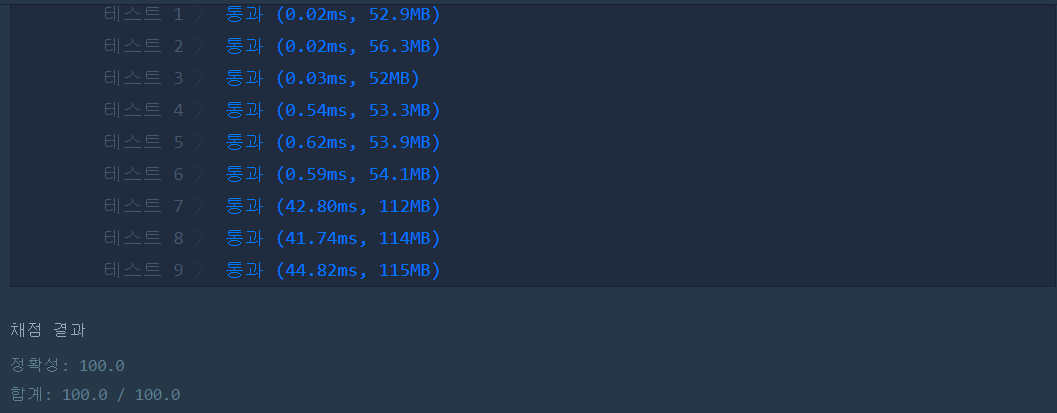 테스트 1 〉 통과 (0.02ms, 52.9MB)
테스트 2 〉 통과 (0.02ms, 56.3MB)
테스트 3 〉 통과 (0.03ms, 52MB)
테스트 4 〉 통과 (0.54ms, 53.3MB)
테스트 5 〉 통과 (0.62ms, 53.9MB)
테스트 6 〉 통과 (0.59ms, 54.1MB)
테스트 7 〉 통과 (42.80ms, 112MB)
테스트 8 〉 통과 (41.74ms, 114MB)
테스트 9 〉 통과 (44.82ms, 115MB)
채점 결과
정확성: 100.0
합계: 100.0 / 100.0